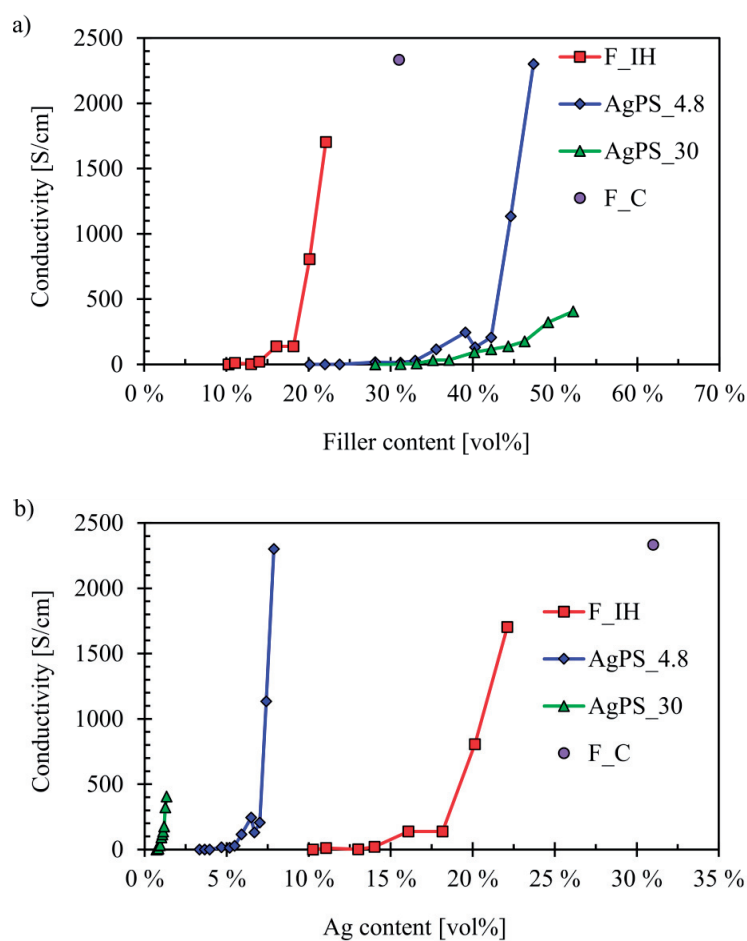 a)
2500
2000
1500
1000
500
0
Conductivity [S/cm]
0 % 10 % 20 % 30 % 40 % 50 % 60 % 70 %
Filler content [vol%]
F_IH
AgPS_4.8
AgPS_30
F_C
b)
2500
2000
1500
1000
500
0
Conductivity [S/cm]
0 % 5 % 10 % 15 % 20 % 25 % 30 % 35 %
Ag content [vol%]
F_IH
AgPS_4.8
AgPS_30
F_C